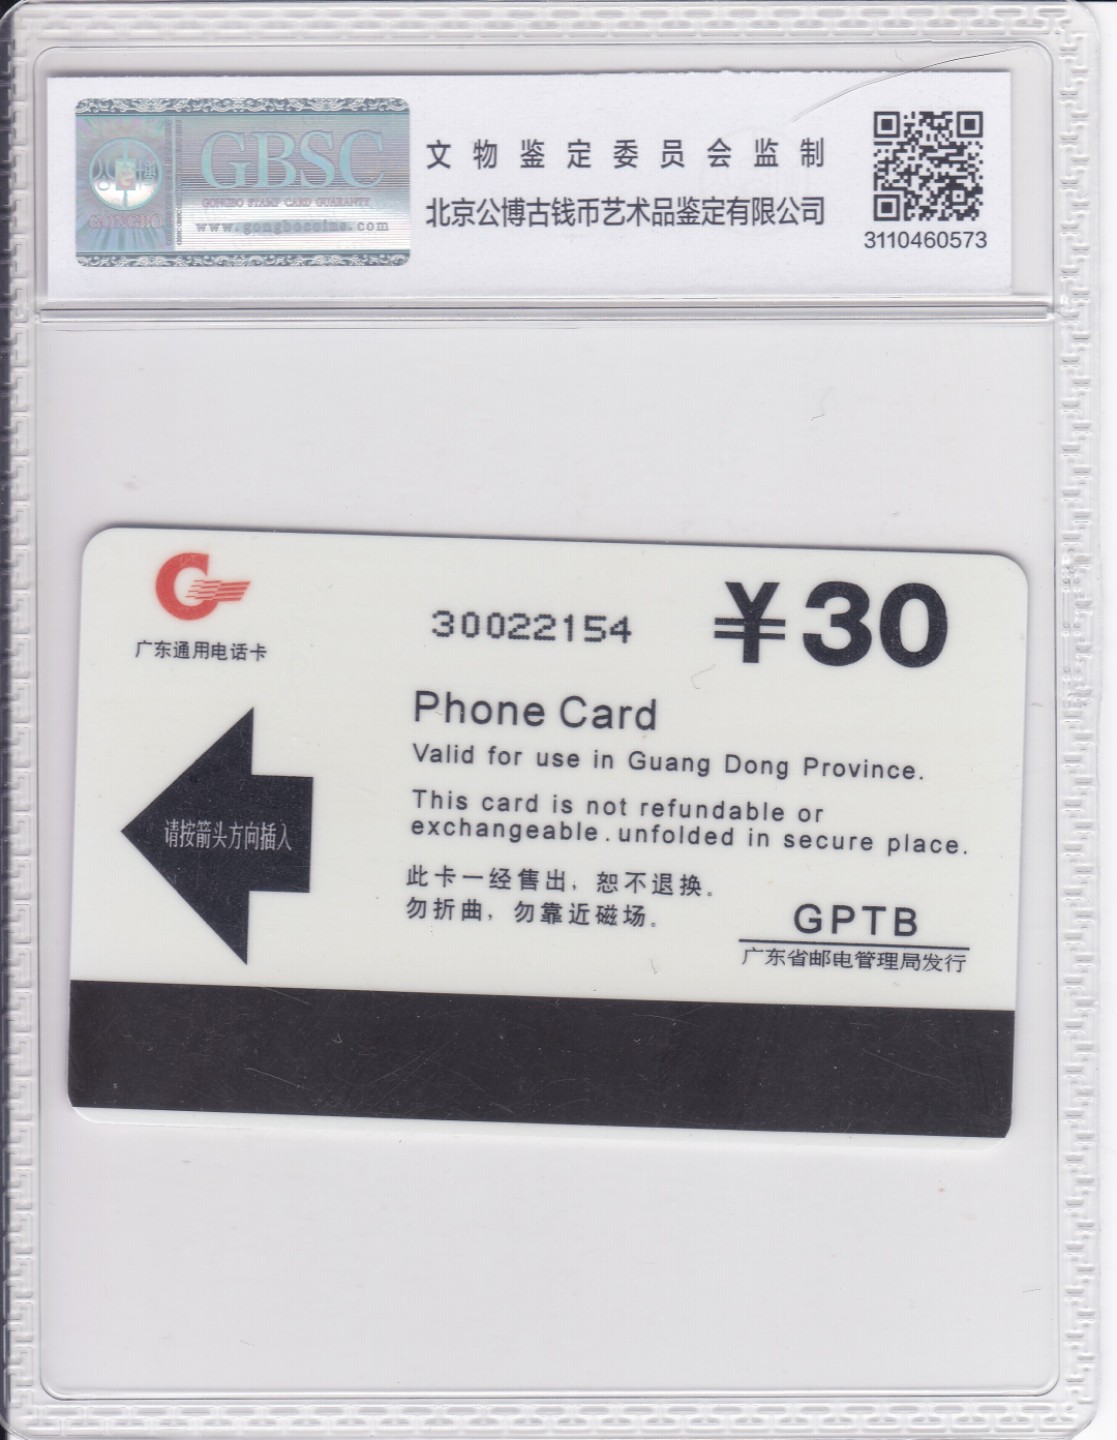 GBSC
GONGBO STAMP CARD GUARANTY
www.gongbocoins.com
GONGBO
文物鉴定委员会监制
北京公博古钱币艺术品鉴定有限公司
3110460573
广东通用电话卡
30022154
¥30
Phone Card
Valid for use in Guang Dong Province.
This card is not refundable or
exchangeable.unfolded in secure place.
请按箭头方向插入
此卡一经售出，恕不退换。
勿折曲，勿靠近磁场。
GPTB
广东省邮电管理局发行